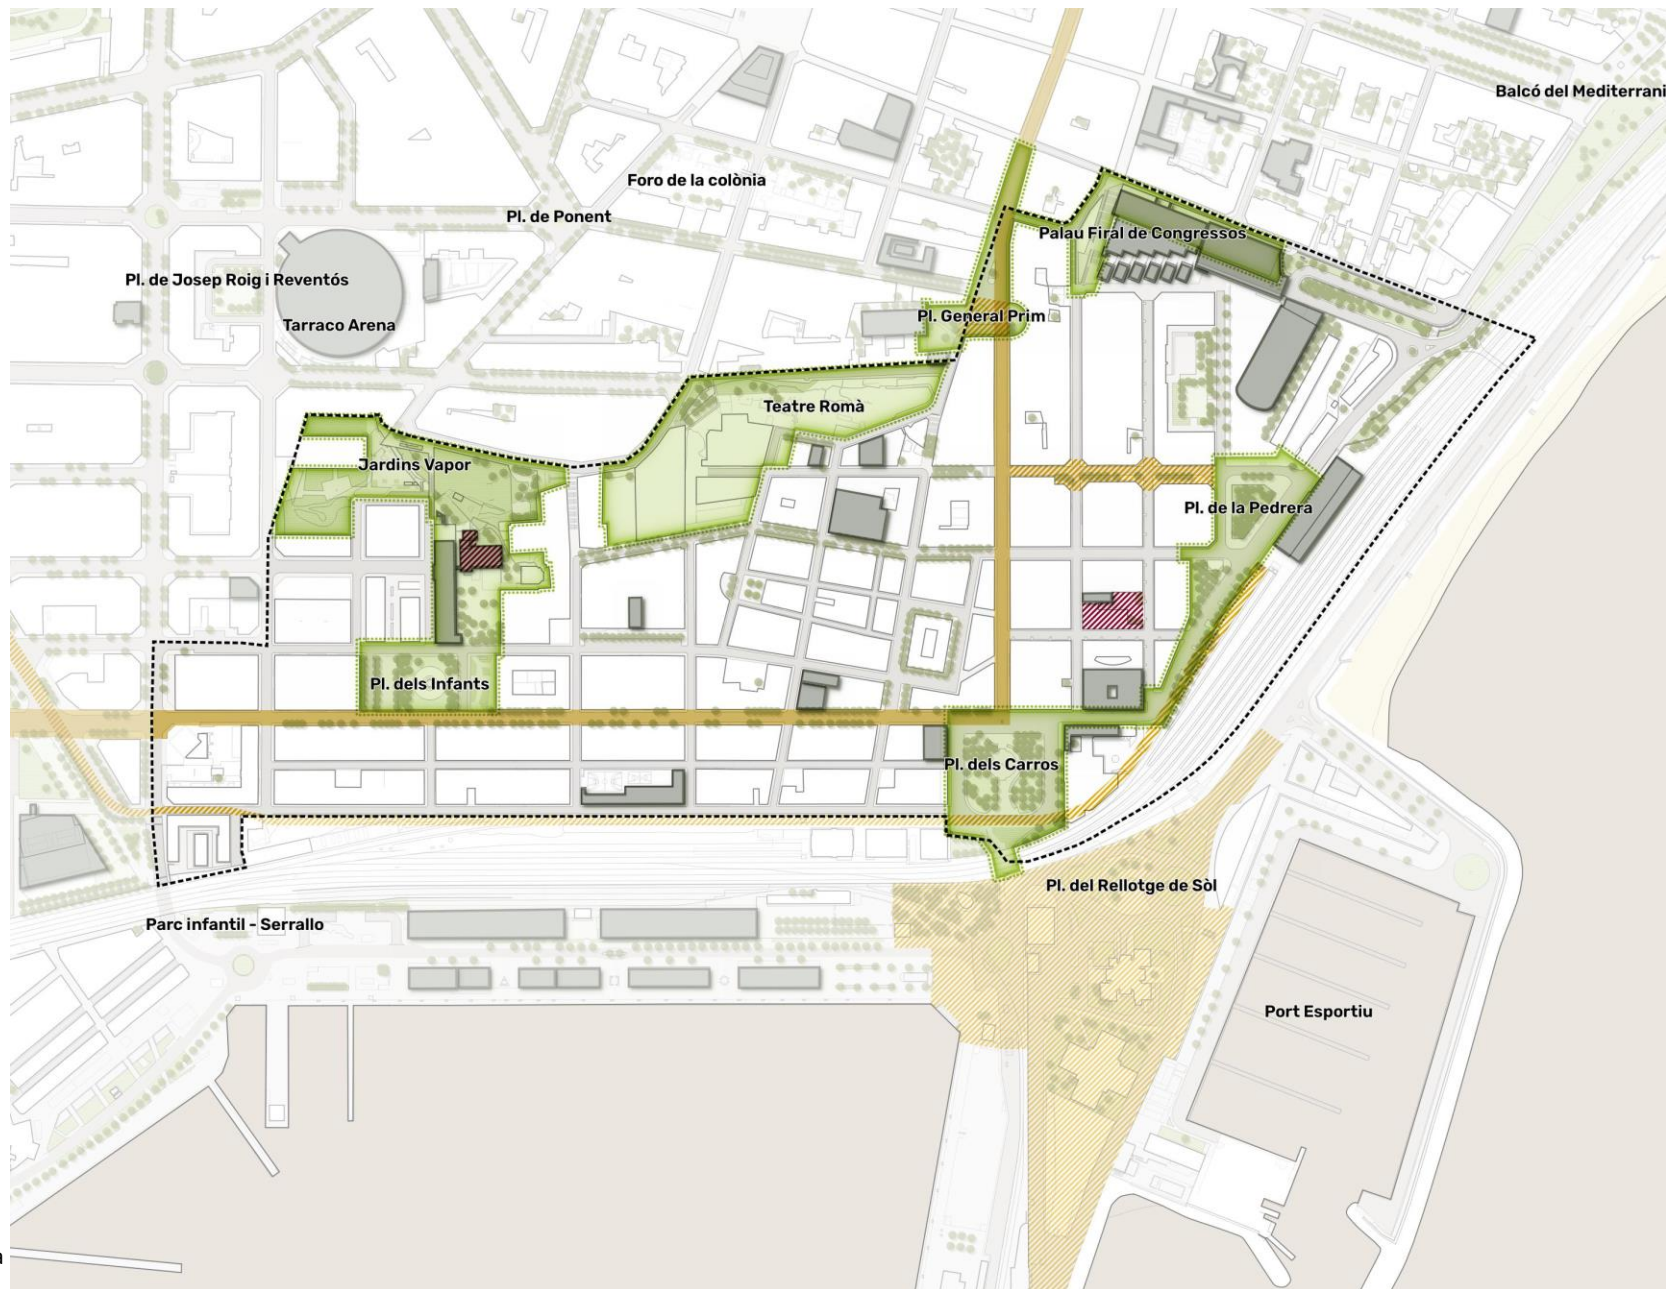 Balcó del Mediterrani
Foro de la colònia
Pl. de Ponent
Palau Firal de Congressos
Pl. de Josep Roig i Reventós
Pl. General Prim
Tarraco Arena
Teatre Romà
Jardins Vapor
Pl. de la Pedrera
Pl. dels Infants
Pl. dels Carros
Pl. del Rellotge de Sòl
Parc infantil - Serrallo
Port Esportiu